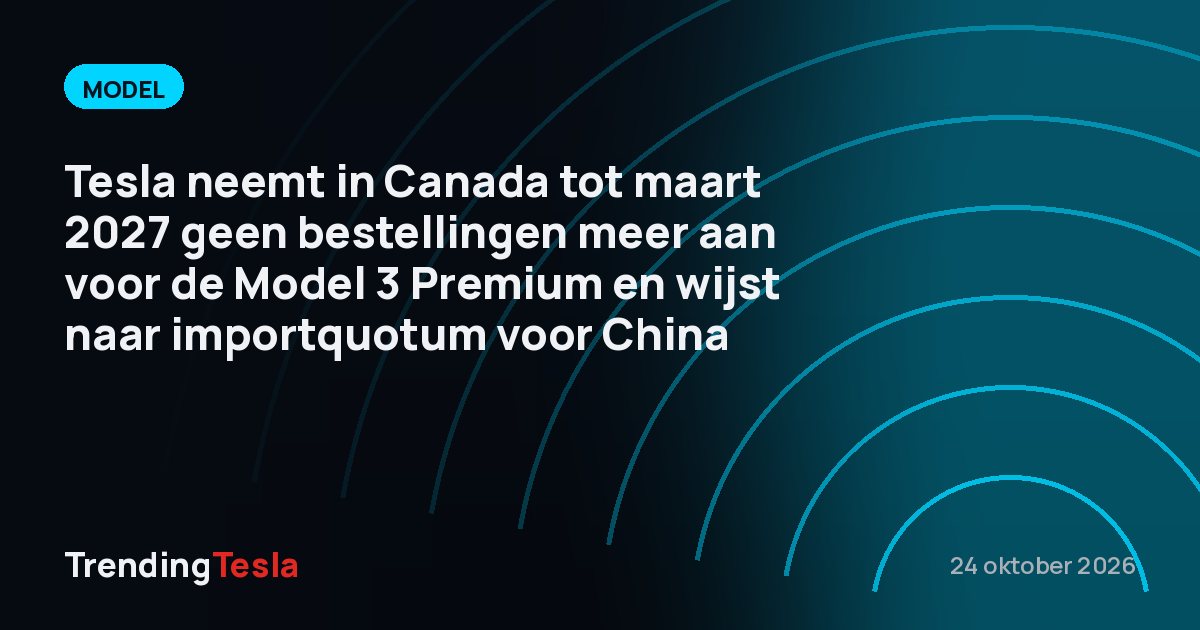 MODEL
Tesla neemt in Canada tot maart
2027 geen bestellingen meer aan
voor de Model 3 Premium en wijst
naar importquotum voor China
TrendingTesla
24 oktober 2026